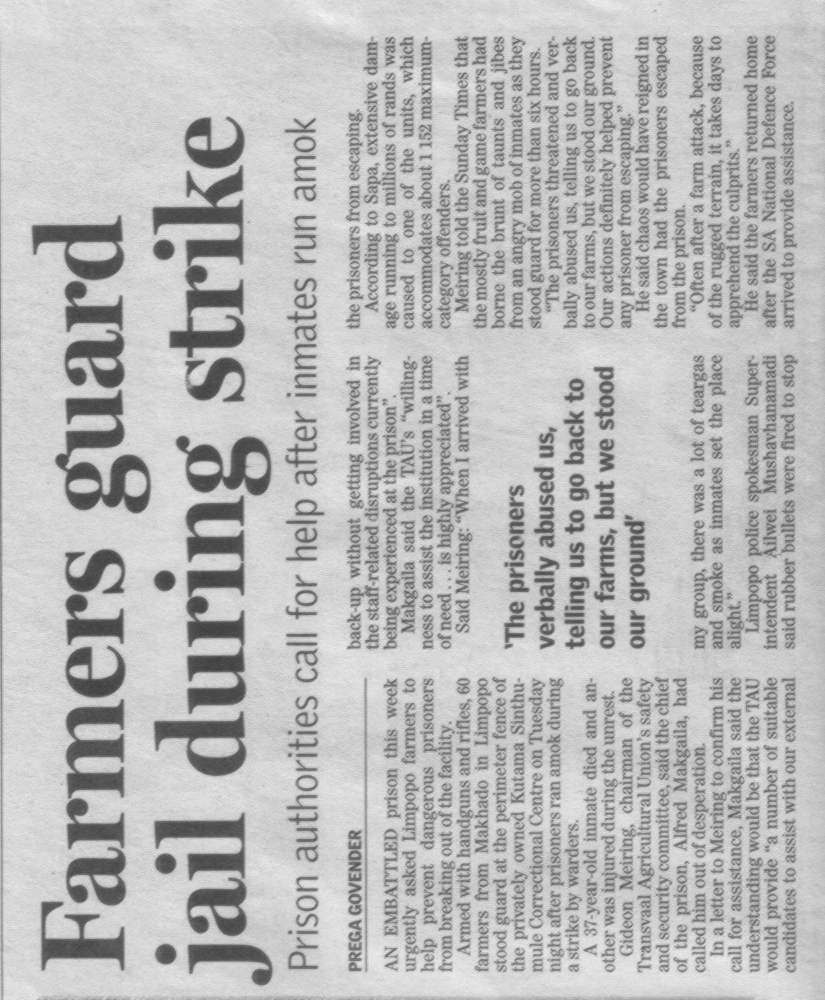 Farmers guard
jail during strike
Prison authorities call for help after inmates run amok
PREGA GOVENDER
AN EMBATTLED prison this week
urgently asked Limpopo farmers to
help prevent dangerous prisoners
from breaking out of the facility.
Armed with handguns and rifles, 60
farmers from Makhado in Limpopo
stood guard at the perimeter fence of
the privately owned Kutama Sinthu-
mule Correctional Centre on Tuesday
night after prisoners ran amok during
a strike by warders.
A 37-year-old inmate died and an-
other was injured during the unrest.
Gideon Meiring, chairman of the
Transvaal Agricultural Union's safety
and security committee, said the chief
of the prison, Alfred Makgaila, had
called him out of desperation.
In a letter to Meiring to confirm his
call for assistance, Makgaila said the
understanding would be that the TAU
would provide “a number of suitable
candidates to assist with our external
back-up without getting involved in
the staff-related disruptions currently
being experienced at the prison”.
Makgaila said the TAU's “willing-
ness to assist the institution in a time
of need . . . is highly appreciated”.
Said Meiring: “When I arrived with
‘The prisoners
verbally abused us,
telling us to go back to
our farms, but we stood
our ground’
my group, there was a lot of teargas
and smoke as inmates set the place
alight.”
Limpopo police spokesman Super-
intendent Ailwei Mushavhanamadi
said rubber bullets were fired to stop
the prisoners from escaping.
According to Sapa, extensive dam-
age running to millions of rands was
caused to one of the units, which
accommodates about 1 152 maximum-
category offenders.
Meiring told the Sunday Times that
the mostly fruit and game farmers had
borne the brunt of taunts and jibes
from an angry mob of inmates as they
stood guard for more than six hours.
“The prisoners threatened and ver-
bally abused us, telling us to go back
to our farms, but we stood our ground.
Our actions definitely helped prevent
any prisoner from escaping.”
He said chaos would have reigned in
the town had the prisoners escaped
from the prison.
“Often after a farm attack, because
of the rugged terrain, it takes days to
apprehend the culprits.”
He said the farmers returned home
after the SA National Defence Force
arrived to provide assistance.